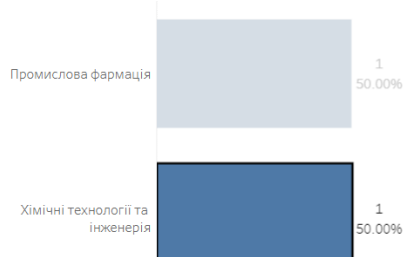 Промислова фармація
1
50.00%
Хімічні технології та
інженерія
1
50.00%